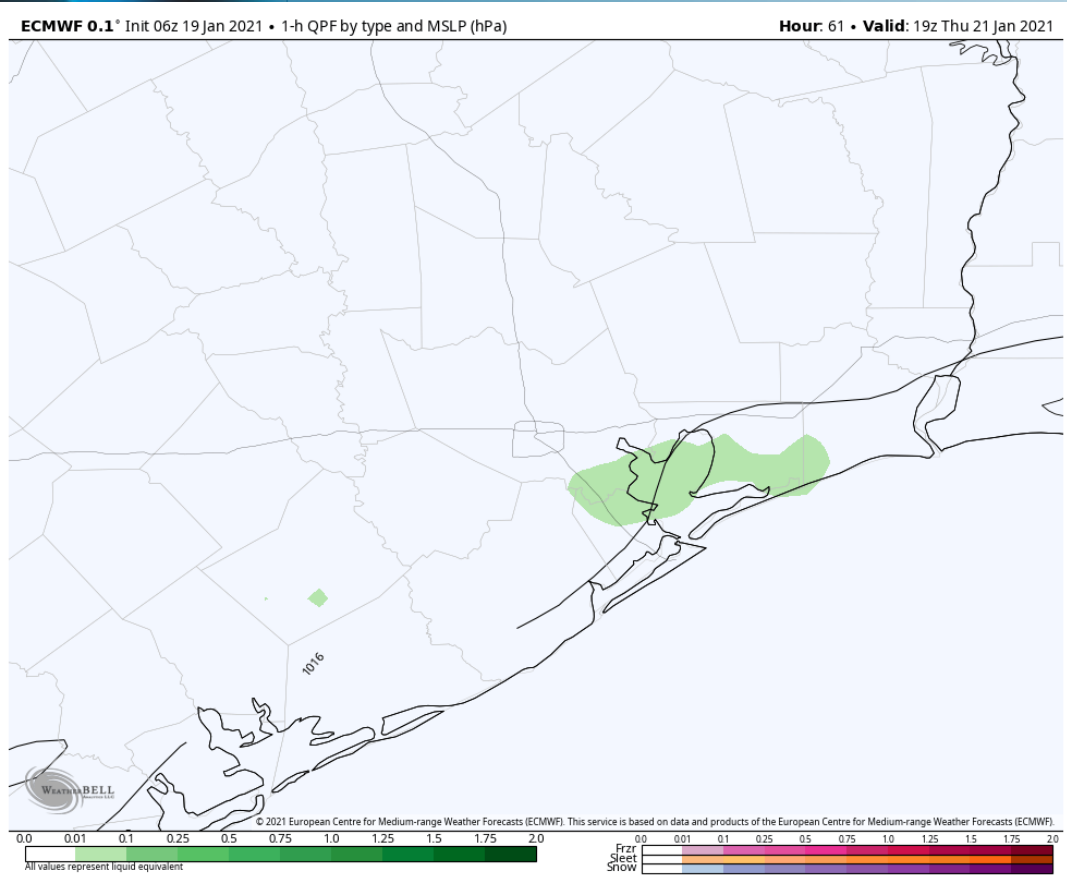 ECMWF 0.1° Init 06z 19 Jan 2021 • 1-h QPF by type and MSLP (hPa) Hour: 61 • Valid: 19z Thu 21 Jan 2021
1016
WEATHERBELL
© 2021 European Centre for Medium-range Weather Forecasts (ECMWF). This service is based on data and products of the European Centre for Medium-range Weather Forecasts (ECMWF).
0.0 0.01 0.1 0.25 0.5 0.75 1.0 1.25 1.5 1.75 2.0
All values represent liquid equivalent
0.0 0.01 0.1 0.25 0.5 0.75 1.0 1.25 1.5 1.75 2.0
Frzr
Sleet
Snow